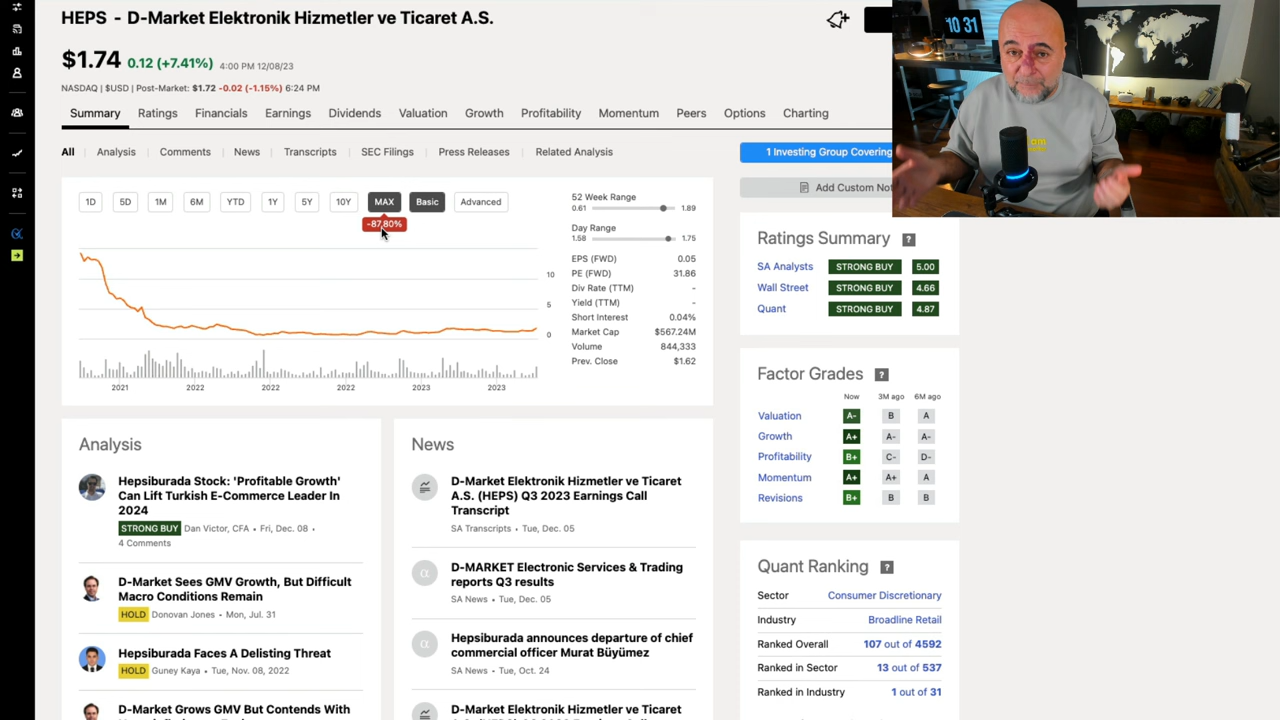 HEPS - D-Market Elektronik Hizmetler ve Ticaret A.S.
$1.74 0.12 (+7.41%) 4:00 PM 12/08/23
NASDAQ | $USD | Post-Market: $1.72 -0.02 (-1.15%) 6:24 PM
Summary Ratings Financials Earnings Dividends Valuation Growth Profitability Momentum Peers Options Charting
All Analysis Comments News Transcripts SEC Filings Press Releases Related Analysis
1D 5D 1M 6M YTD 1Y 5Y 10Y MAX Basic Advanced
-87.80%
10
5
0
2021 2022 2022 2022 2023 2023
52 Week Range
0.61 1.89
Day Range
1.58 1.75
EPS (FWD) 0.05
PE (FWD) 31.86
Div Rate (TTM) -
Yield (TTM) -
Short Interest 0.04%
Market Cap $567.24M
Volume 844,333
Prev. Close $1.62
10 31
am
1 Investing Group Covering
Add Custom Not
Ratings Summary ?
SA Analysts STRONG BUY 5.00
Wall Street STRONG BUY 4.66
Quant STRONG BUY 4.87
Factor Grades ?
Now 3M ago 6M ago
Valuation A- B A
Growth A+ A- A-
Profitability B+ C- D-
Momentum A+ A+ A
Revisions B+ B B
Quant Ranking ?
Sector Consumer Discretionary
Industry Broadline Retail
Ranked Overall 107 out of 4592
Ranked in Sector 13 out of 537
Ranked in Industry 1 out of 31
Analysis
Hepsiburada Stock: 'Profitable Growth'
Can Lift Turkish E-Commerce Leader In
2024
STRONG BUY Dan Victor, CFA • Fri, Dec. 08 •
4 Comments
D-Market Sees GMV Growth, But Difficult
Macro Conditions Remain
HOLD Donovan Jones • Mon, Jul. 31
Hepsiburada Faces A Delisting Threat
HOLD Guney Kaya • Tue, Nov. 08, 2022
D-Market Grows GMV But Contends With
News
D-Market Elektronik Hizmetler ve Ticaret
A.S. (HEPS) Q3 2023 Earnings Call
Transcript
SA Transcripts • Tue, Dec. 05
D-MARKET Electronic Services & Trading
reports Q3 results
SA News • Tue, Dec. 05
Hepsiburada announces departure of chief
commercial officer Murat Büyümez
SA News • Tue, Oct. 24
D-Market Elektronik Hizmetler ve Ticaret